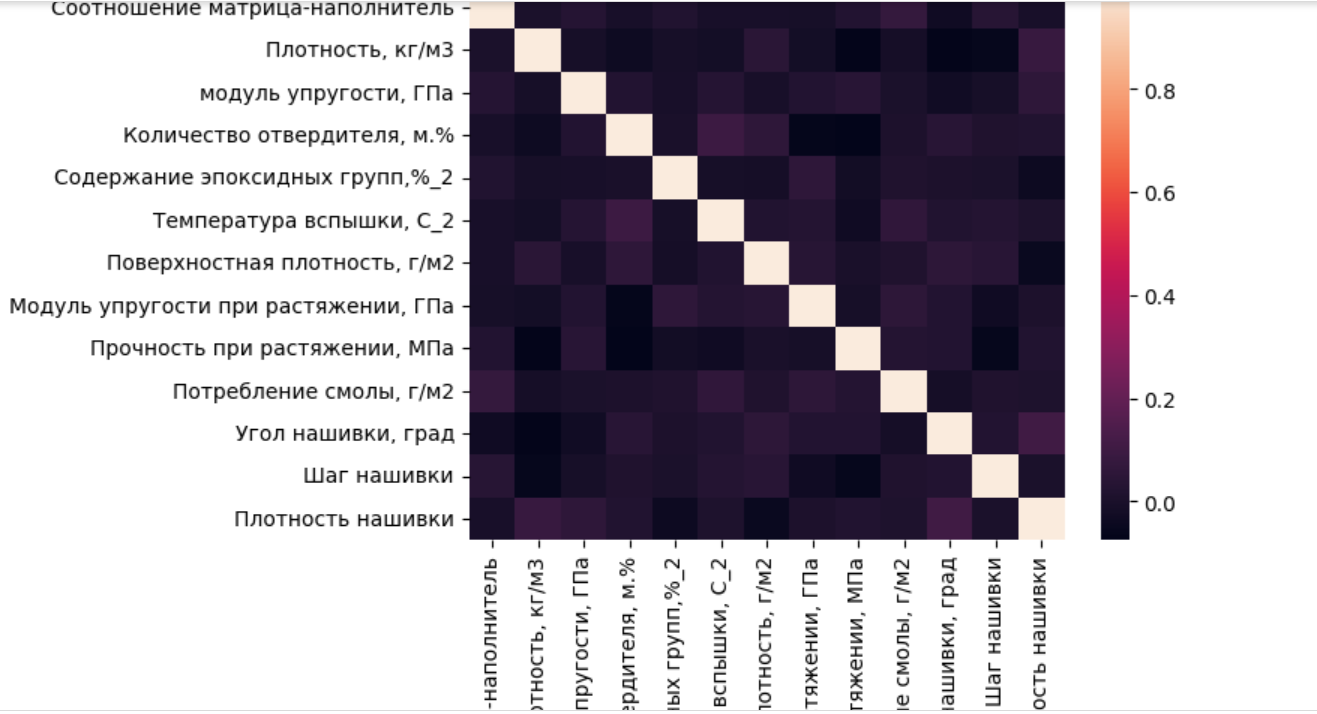 Соотношение матрица-наполнитель
Плотность, кг/м3
модуль упругости, ГПа
Количество отвердителя, м.%
Содержание эпоксидных групп,%_2
Температура вспышки, С_2
Поверхностная плотность, г/м2
Модуль упругости при растяжении, ГПа
Прочность при растяжении, МПа
Потребление смолы, г/м2
Угол нашивки, град
Шаг нашивки
Плотность нашивки
0.8
0.6
0.4
0.2
0.0
-наполнитель
отность, кг/м3
пругости, ГПа
ердителя, м.%
ных групп,%_2
вспышки, С_2
лотность, г/м2
тяжении, ГПа
тяжении, МПа
ие смолы, г/м2
ашивки, град
Шаг нашивки
ость нашивки